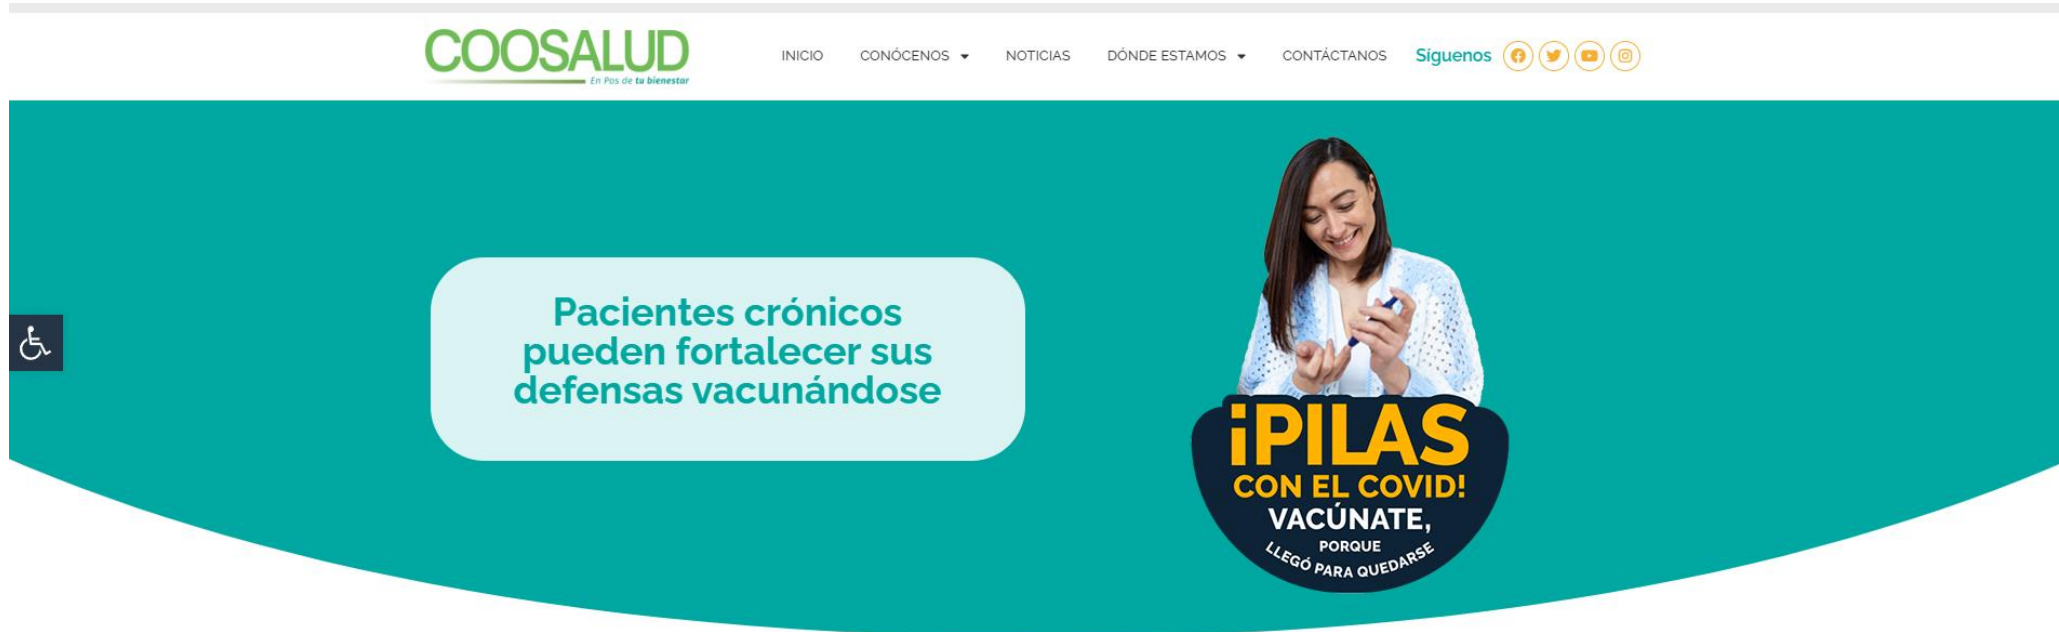 COOSALUD
En Pos de tu bienestar
INICIO CONÓCENOS NOTICIAS DÓNDE ESTAMOS CONTÁCTANOS Síguenos
Pacientes crónicos
pueden fortalecer sus
defensas vacunándose
¡PILAS
CON EL COVID!
VACÚNATE,
PORQUE
LLEGÓ PARA QUEDARSE